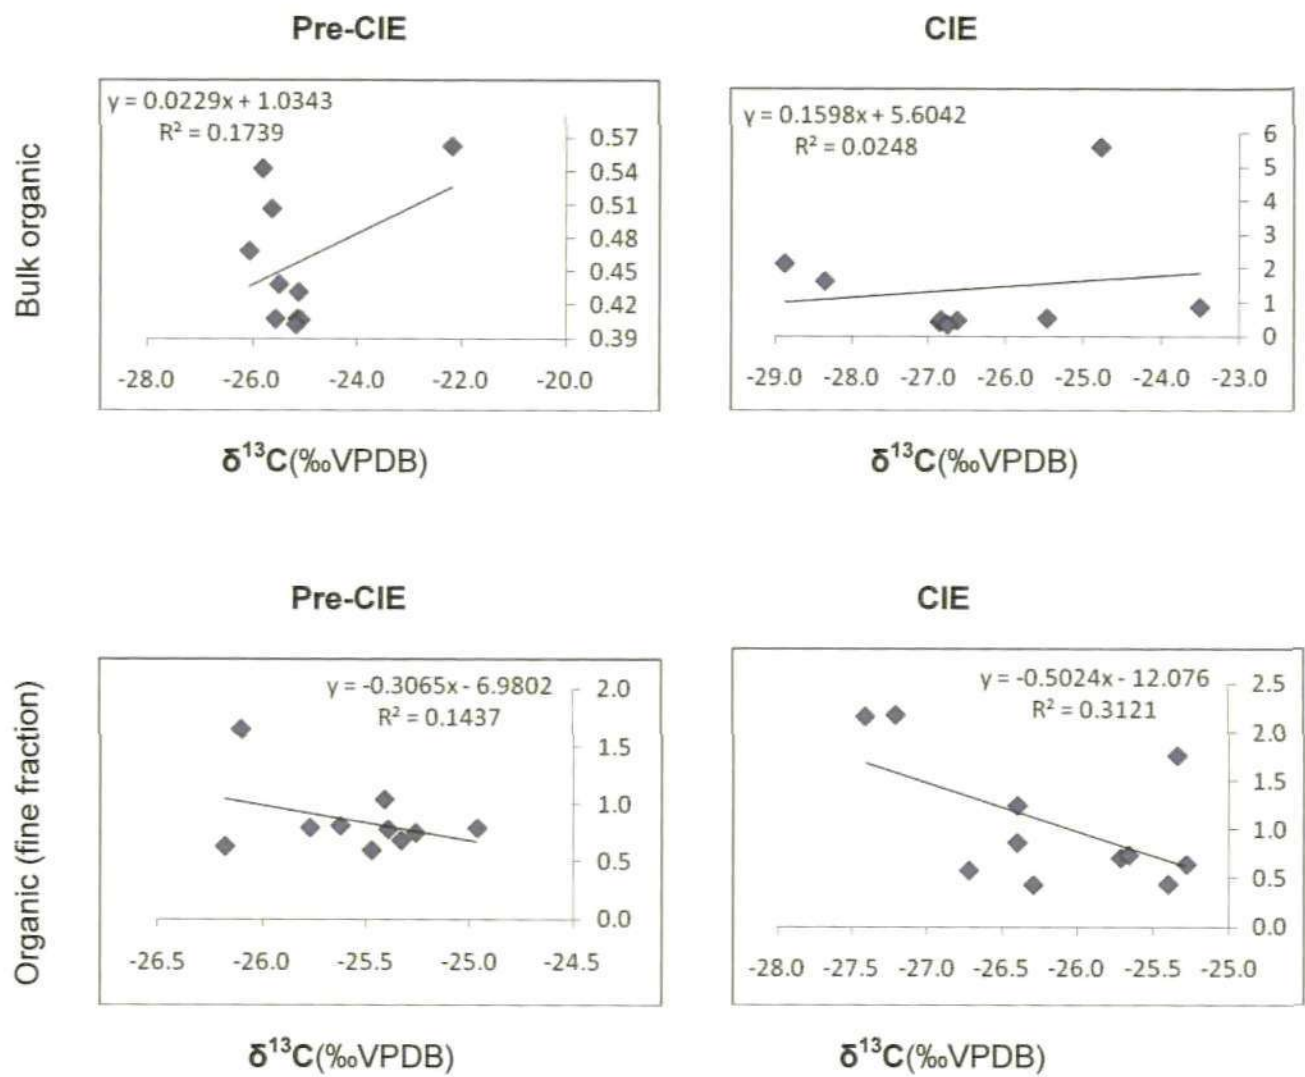 Pre-CIE
CIE
Bulk organic
y = 0.0229x + 1.0343
R² = 0.1739
0.57
0.54
0.51
0.48
0.45
0.42
0.39
-28.0 -26.0 -24.0 -22.0 -20.0
δ¹³C(‰VPDB)
y = 0.1598x + 5.6042
R² = 0.0248
6
5
4
3
2
1
0
-29.0 -28.0 -27.0 -26.0 -25.0 -24.0 -23.0
δ¹³C(‰VPDB)
Pre-CIE
CIE
Organic (fine fraction)
y = -0.3065x - 6.9802
R² = 0.1437
2.0
1.5
1.0
0.5
0.0
-26.5 -26.0 -25.5 -25.0 -24.5
δ¹³C(‰VPDB)
y = -0.5024x - 12.076
R² = 0.3121
2.5
2.0
1.5
1.0
0.5
0.0
-28.0 -27.5 -27.0 -26.5 -26.0 -25.5 -25.0
δ¹³C(‰VPDB)